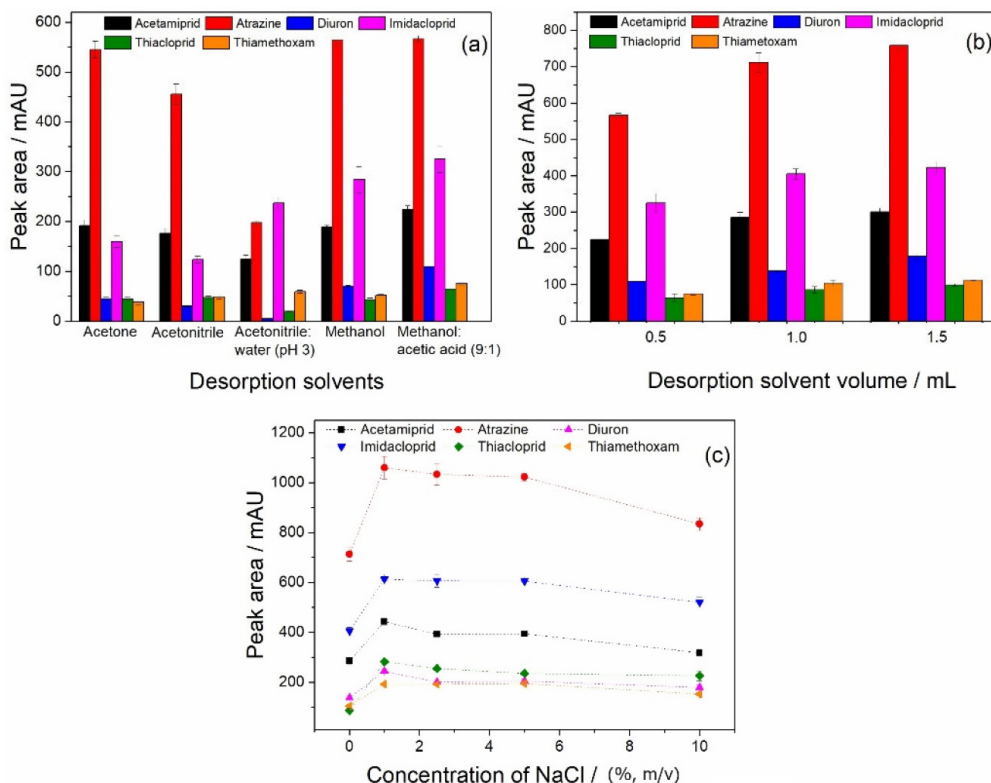 Acetamiprid Atrazine Diuron Imidacloprid
Thiacloprid Thiamethoxam
(a)
600
500
400
300
200
100
0
Peak area / mAU
Acetone Acetonitrile Acetonitrile: Methanol Methanol:
water (pH 3) acetic acid (9:1)
Desorption solvents
Acetamiprid Atrazine Diuron Imidacloprid
Thiacloprid Thiametoxam
(b)
800
700
600
500
400
300
200
100
0
Peak area / mAU
0.5 1.0 1.5
Desorption solvent volume / mL
Acetamiprid Atrazine Diuron
Imidacloprid Thiacloprid Thiamethoxam
(c)
1200
1000
800
600
400
200
Peak area / mAU
0 2 4 6 8 10
Concentration of NaCl / (%, m/v)